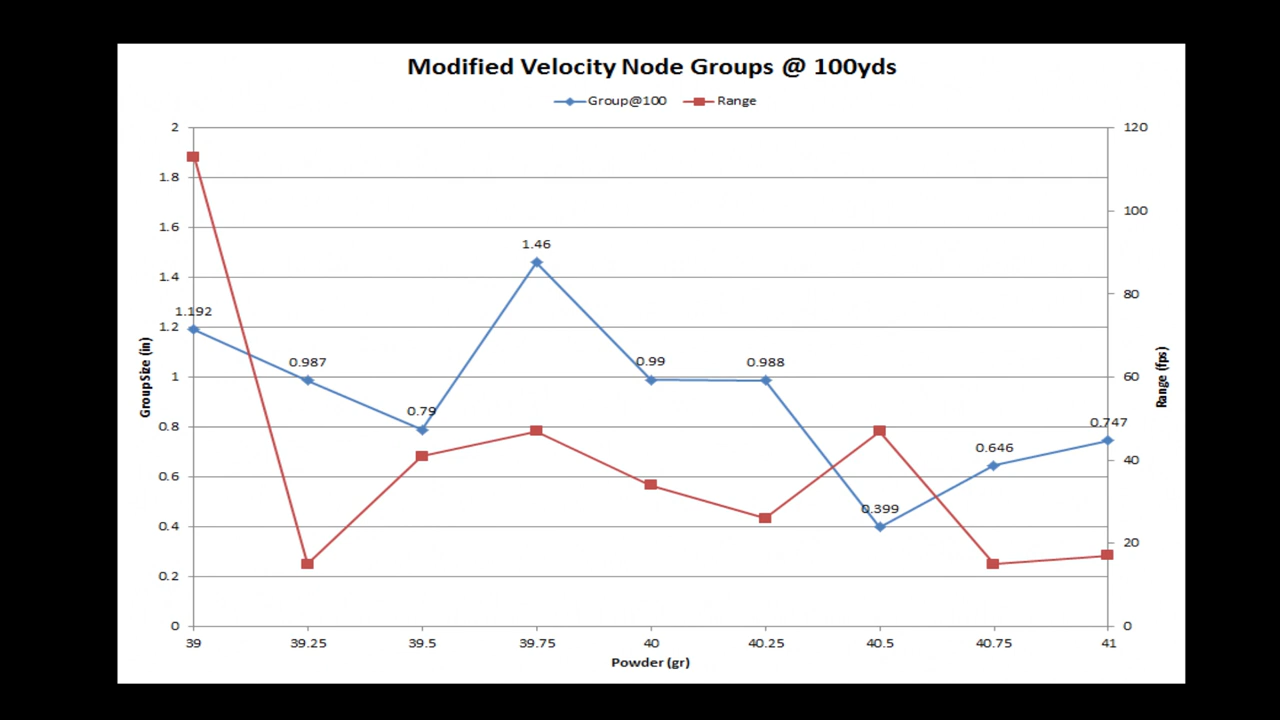 Modified Velocity Node Groups @ 100yds
Group@100 Range
2 120
1.8
1.6 100
1.46
1.4 80
1.192
1.2
0.987 0.99 0.988
1 60
0.79 0.747
0.8
0.646
0.6 40
0.399
0.4
20
0.2
0 0
39 39.25 39.5 39.75 40 40.25 40.5 40.75 41
Powder (gr)
Group Size (in)
Range (fps)